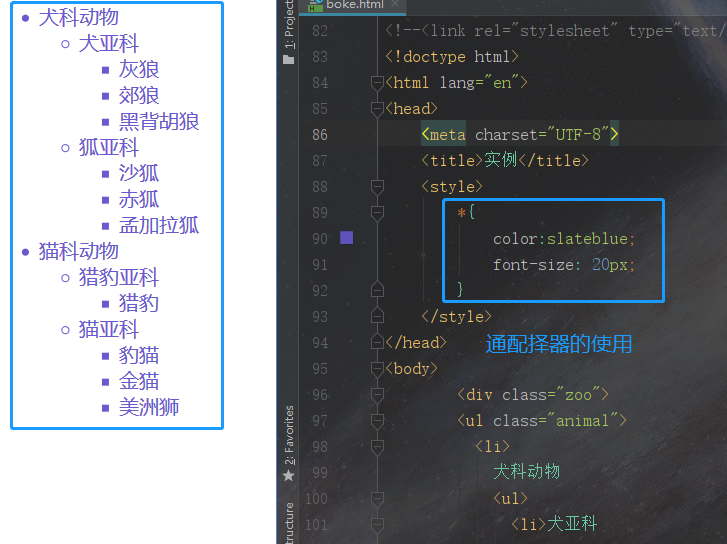 犬科动物
犬亚科
灰狼
郊狼
黑背胡狼
狐亚科
沙狐
赤狐
孟加拉狐
猫科动物
猎豹亚科
猎豹
猫亚科
豹猫
金猫
美洲狮
1: Project
2: Favorites
ructure
boke.html
82 <!--<link rel="stylesheet" type="text/
83 <!doctype html>
84 <html lang="en">
85 <head>
86 <meta charset="UTF-8">
87 <title>实例</title>
88 <style>
89 *{
90 color:slateblue;
91 font-size: 20px;
92 }
93 </style>
94 </head>
通配择器的使用
95 <body>
96 <div class="zoo">
97 <ul class="animal">
98 <li>
99 犬科动物
100 <ul>
101 <li>犬亚科